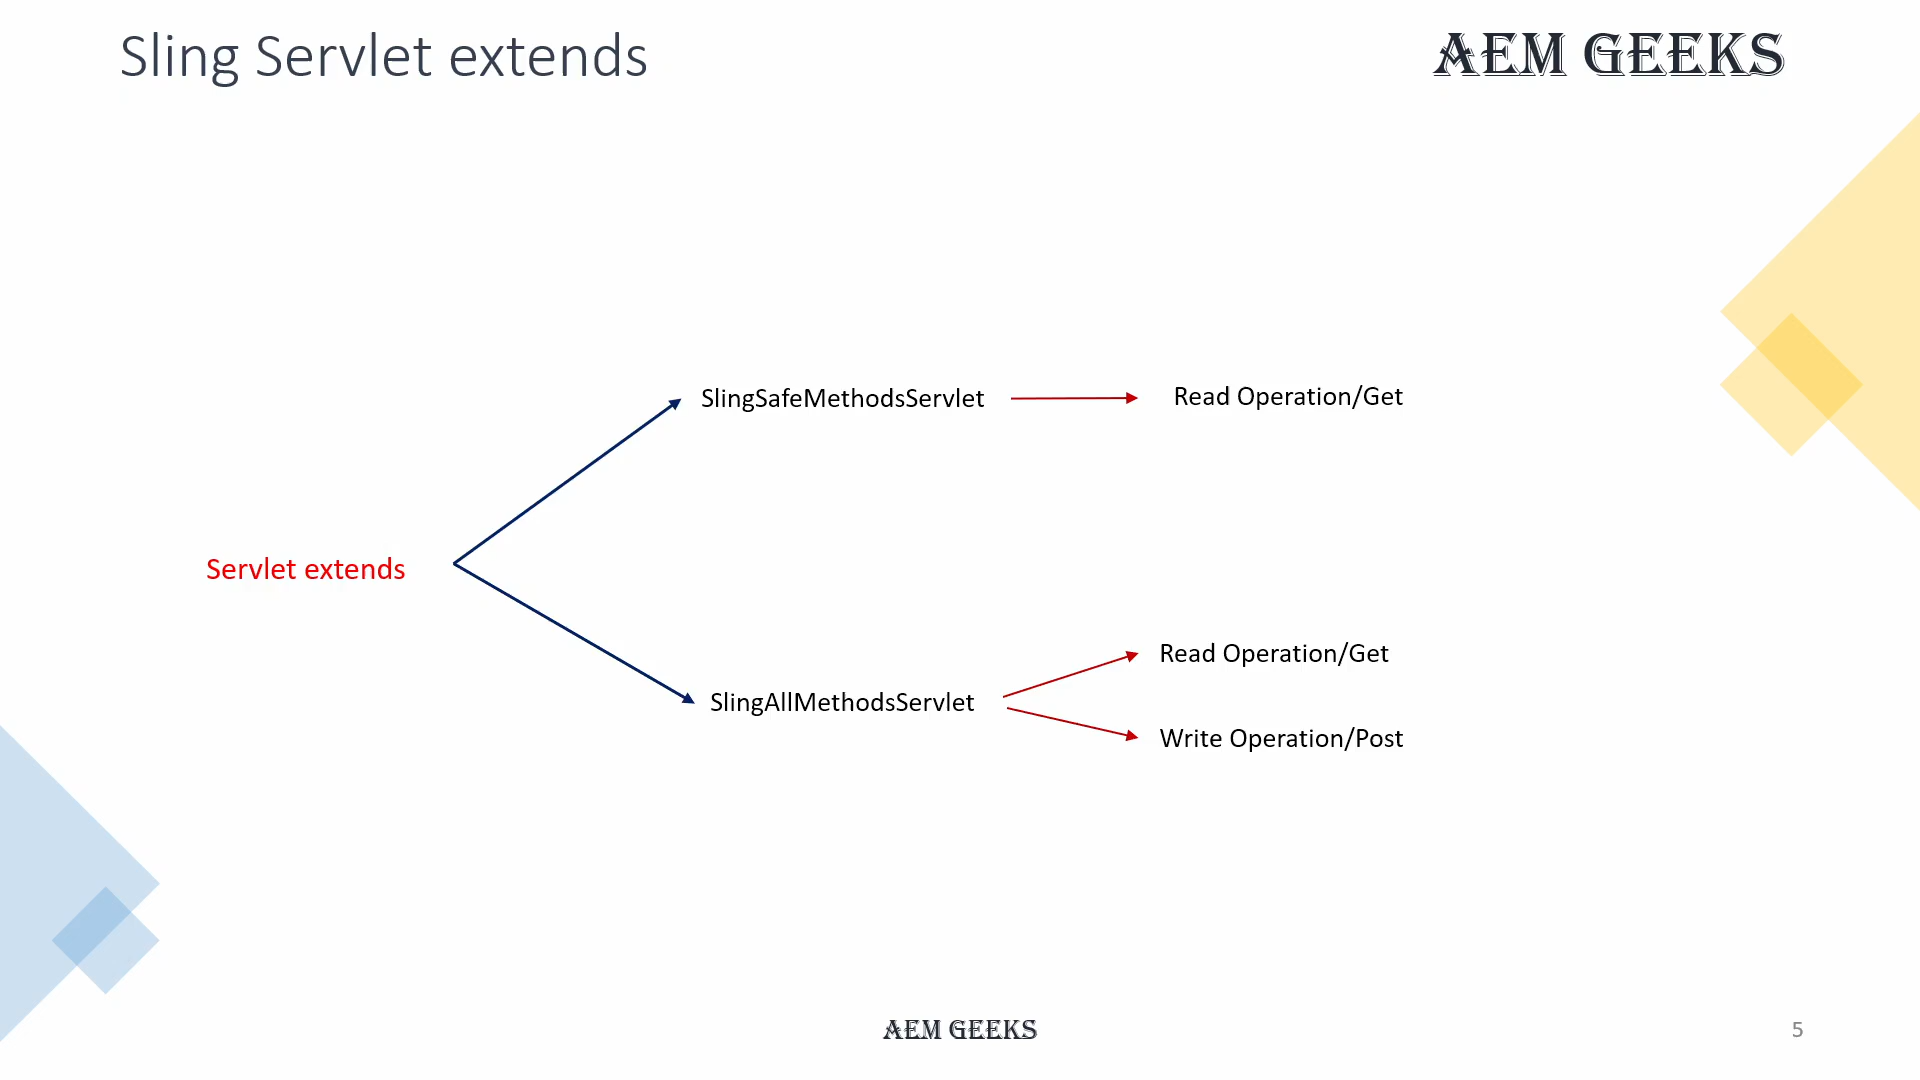 Sling Servlet extends
AEM GEEKS
SlingSafeMethodsServlet
Read Operation/Get
Servlet extends
Read Operation/Get
SlingAllMethodsServlet
Write Operation/Post
AEM GEEKS
5